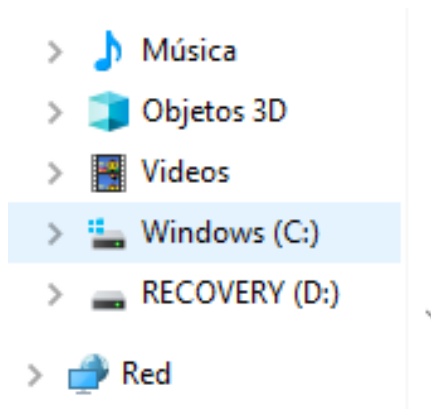 Música
Objetos 3D
Videos
Windows (C:)
RECOVERY (D:)
Red